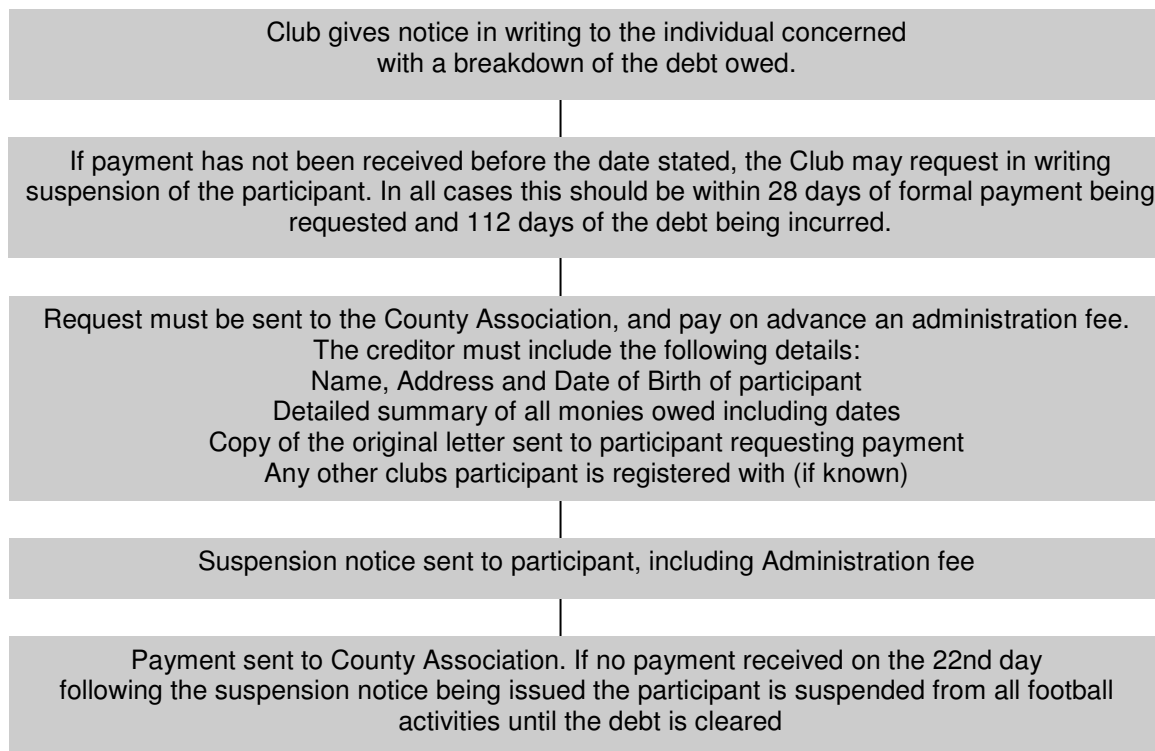 Club gives notice in writing to the individual concerned
with a breakdown of the debt owed.
If payment has not been received before the date stated, the Club may request in writing
suspension of the participant. In all cases this should be within 28 days of formal payment being
requested and 112 days of the debt being incurred.
Request must be sent to the County Association, and pay on advance an administration fee.
The creditor must include the following details:
Name, Address and Date of Birth of participant
Detailed summary of all monies owed including dates
Copy of the original letter sent to participant requesting payment
Any other clubs participant is registered with (if known)
Suspension notice sent to participant, including Administration fee
Payment sent to County Association. If no payment received on the 22nd day
following the suspension notice being issued the participant is suspended from all football
activities until the debt is cleared